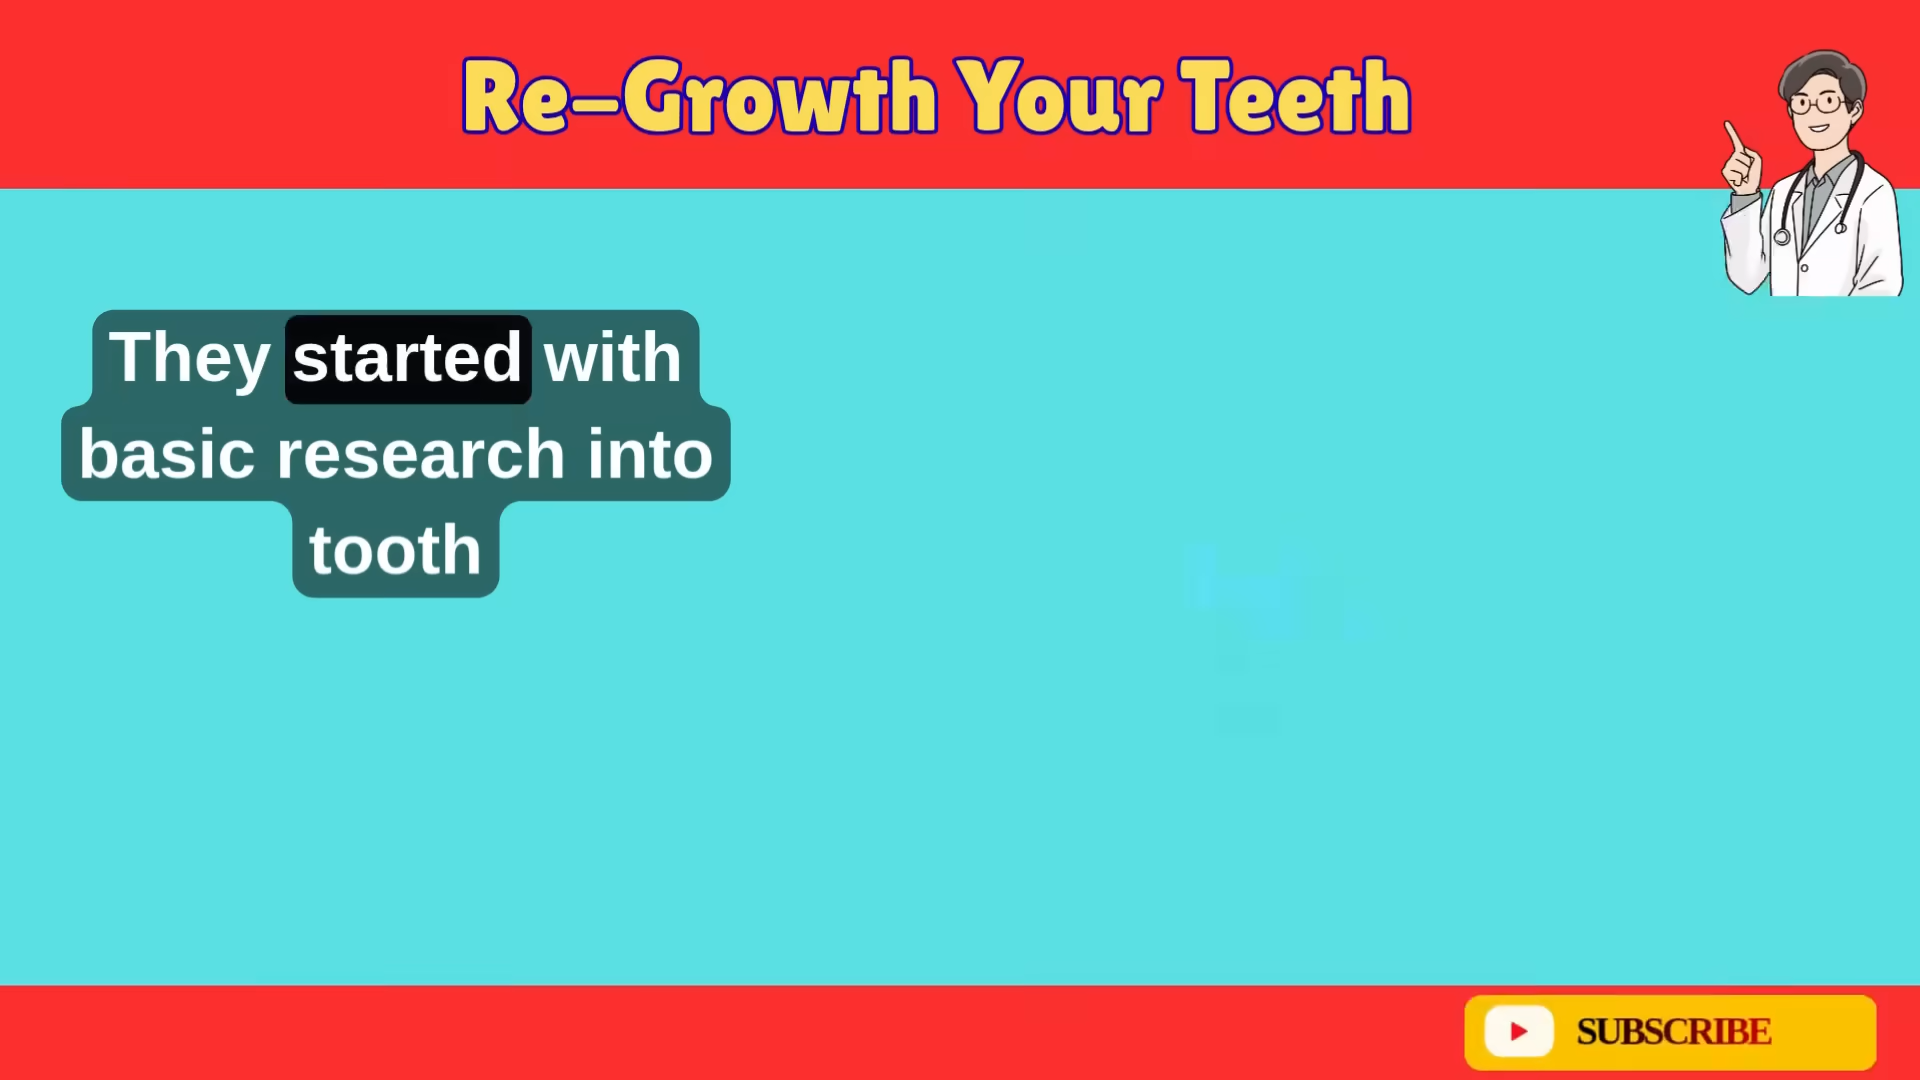 Re-Growth Your Teeth
They started with
basic research into
tooth
SUBSCRIBE